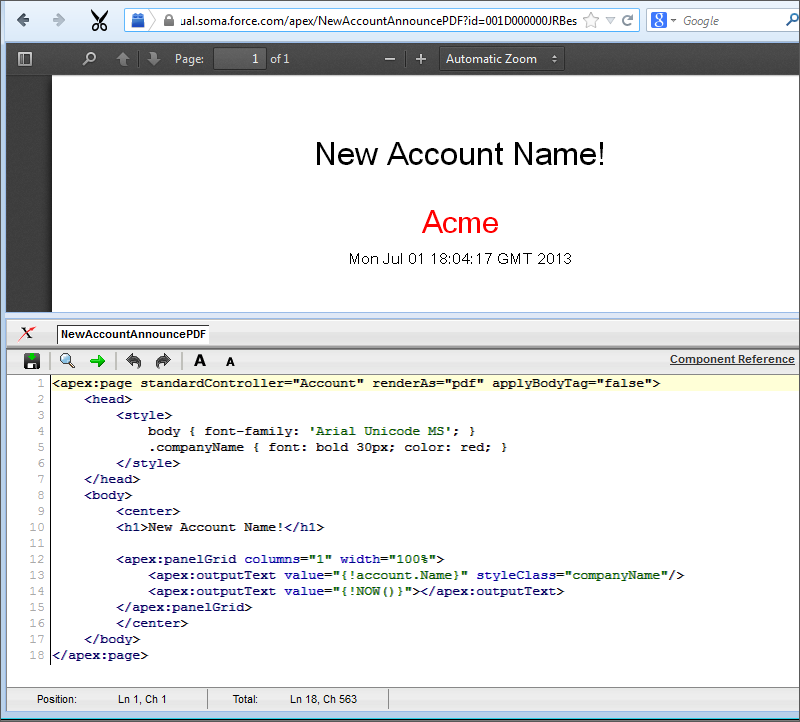 ual.soma.force.com/apex/NewAccountAnnouncePDF?id=001D000000JRBes
Google
Page: 1 of 1
Automatic Zoom
New Account Name!
Acme
Mon Jul 01 18:04:17 GMT 2013
NewAccountAnnouncePDF
A A
Component Reference
1 <apex:page standardController="Account" renderAs="pdf" applyBodyTag="false">
2 <head>
3 <style>
4 body { font-family: 'Arial Unicode MS'; }
5 .companyName { font: bold 30px; color: red; }
6 </style>
7 </head>
8 <body>
9 <center>
10 <h1>New Account Name!</h1>
11
12 <apex:panelGrid columns="1" width="100%">
13 <apex:outputText value="{!account.Name}" styleClass="companyName"/>
14 <apex:outputText value="{!NOW()}"></apex:outputText>
15 </apex:panelGrid>
16 </center>
17 </body>
18 </apex:page>
Position: Ln 1, Ch 1 Total: Ln 18, Ch 563